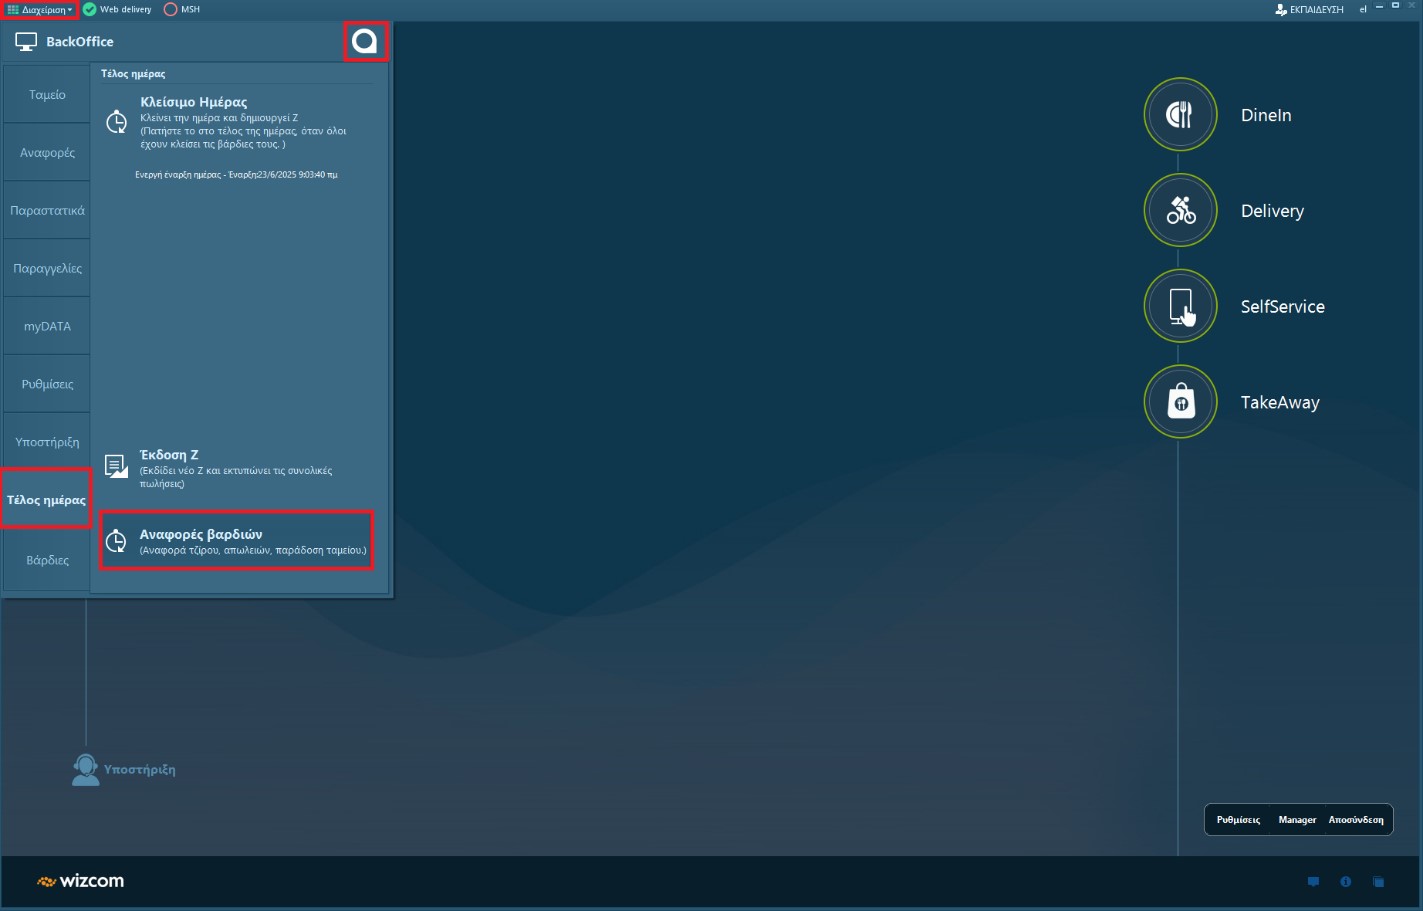 Διαχείριση
Web delivery
MSH
ΕΚΠΑΙΔΕΥΣΗ
el
BackOffice
Ταμείο
Αναφορές
Παραστατικά
Παραγγελίες
myDATA
Ρυθμίσεις
Υποστήριξη
Τέλος ημέρας
Βάρδιες
Τέλος ημέρας
Κλείσιμο Ημέρας
Κλείνει την ημέρα και δημιουργεί Ζ
(Πατήστε το στο τέλος της ημέρας, όταν όλοι
έχουν κλείσει τις βάρδιες τους. )
Ενεργή έναρξη ημέρας - Έναρξη:23/6/2025 9:03:40 πμ
Έκδοση Ζ
(Εκδίδει νέο Ζ και εκτυπώνει τις συνολικές
πωλήσεις)
Αναφορές βαρδιών
(Αναφορά τζίρου, απωλειών, παράδοση ταμείου.)
DineIn
Delivery
SelfService
TakeAway
Υποστήριξη
Ρυθμίσεις
Manager
Αποσύνδεση
wizcom